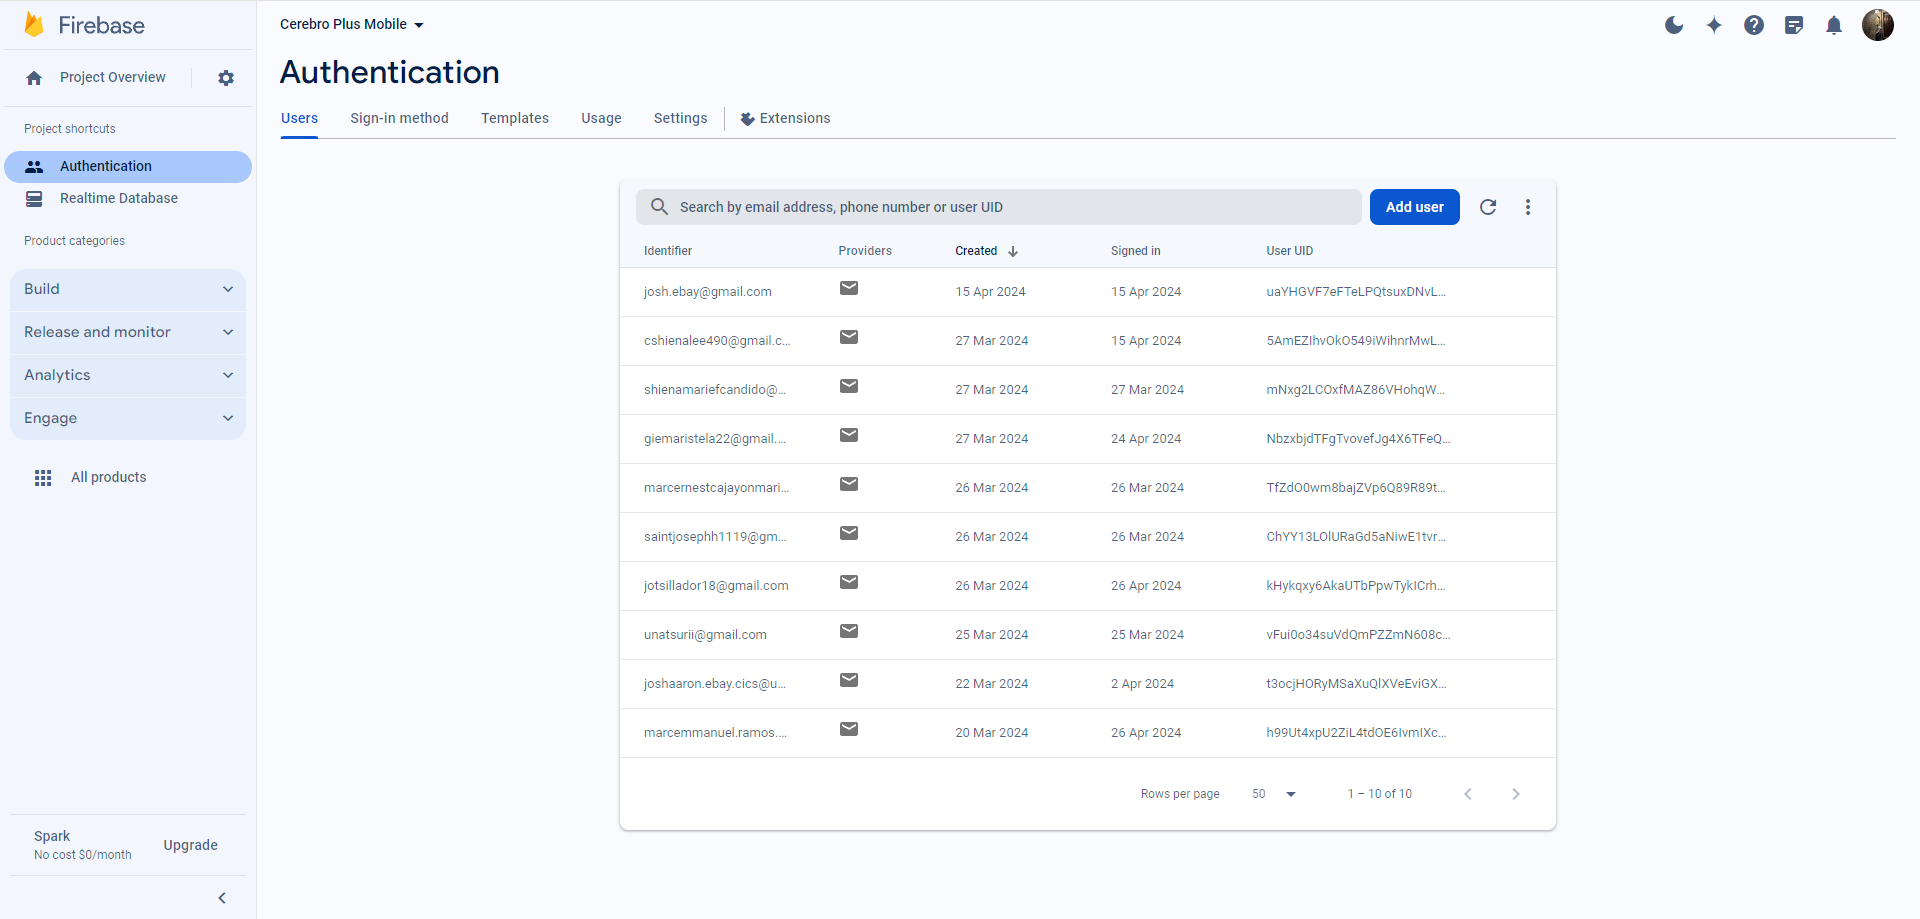 Firebase
Project Overview
Project shortcuts
Authentication
Realtime Database
Product categories
Build
Release and monitor
Analytics
Engage
All products
Spark
No cost $0/month
Upgrade
Cerebro Plus Mobile
Authentication
Users Sign-in method Templates Usage Settings Extensions
Search by email address, phone number or user UID Add user
Identifier Providers Created Signed in User UID
josh.ebay@gmail.com 15 Apr 2024 15 Apr 2024 uaYHGVF7eFTeLPQtsuxDNvL...
cshienalee490@gmail.c... 27 Mar 2024 15 Apr 2024 5AmEZIhvOkO549iWihnrMwL...
shienamariefcandido@... 27 Mar 2024 27 Mar 2024 mNxg2LCOxfMAZ86VHohqW...
giemaristela22@gmail.... 27 Mar 2024 24 Apr 2024 NbzxbjdTFgTvovefJg4X6TFeQ...
marcernestcajayonmari... 26 Mar 2024 26 Mar 2024 TfZdO0wm8bajZVp6Q89R89t...
saintjosephh1119@gm... 26 Mar 2024 26 Mar 2024 ChYY13LOlURaGd5aNiwE1tvr...
jotsillador18@gmail.com 26 Mar 2024 26 Apr 2024 kHykqxy6AkaUTbPpwTykICrh...
unatsurii@gmail.com 25 Mar 2024 25 Mar 2024 vFui0o34suVdQmPZZmN608c...
joshaaron.ebay.cics@u... 22 Mar 2024 2 Apr 2024 t3ocjHORyMSaXuQlXVeEviGX...
marcemmanuel.ramos.... 20 Mar 2024 26 Apr 2024 h99Ut4xpU2ZiL4tdOE6IvmIXc...
Rows per page 50 1 – 10 of 10